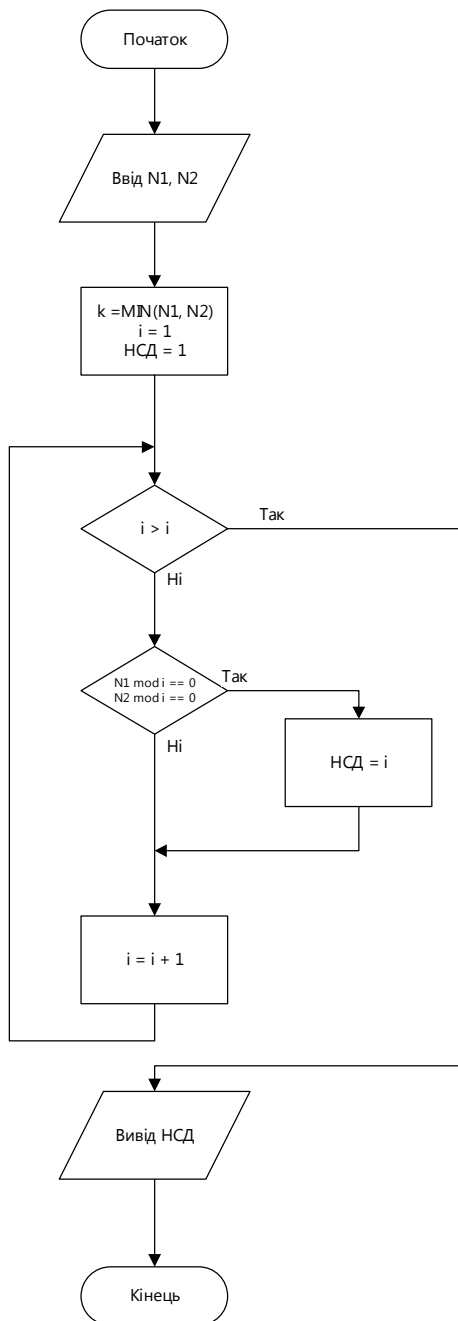 Початок
Ввід N1, N2
k =MIN(N1, N2)
i = 1
НСД = 1
i > i
Так
Ні
N1 mod i == 0
N2 mod i == 0
Так
Ні
НСД = i
i = i + 1
Вивід НСД
Кінець